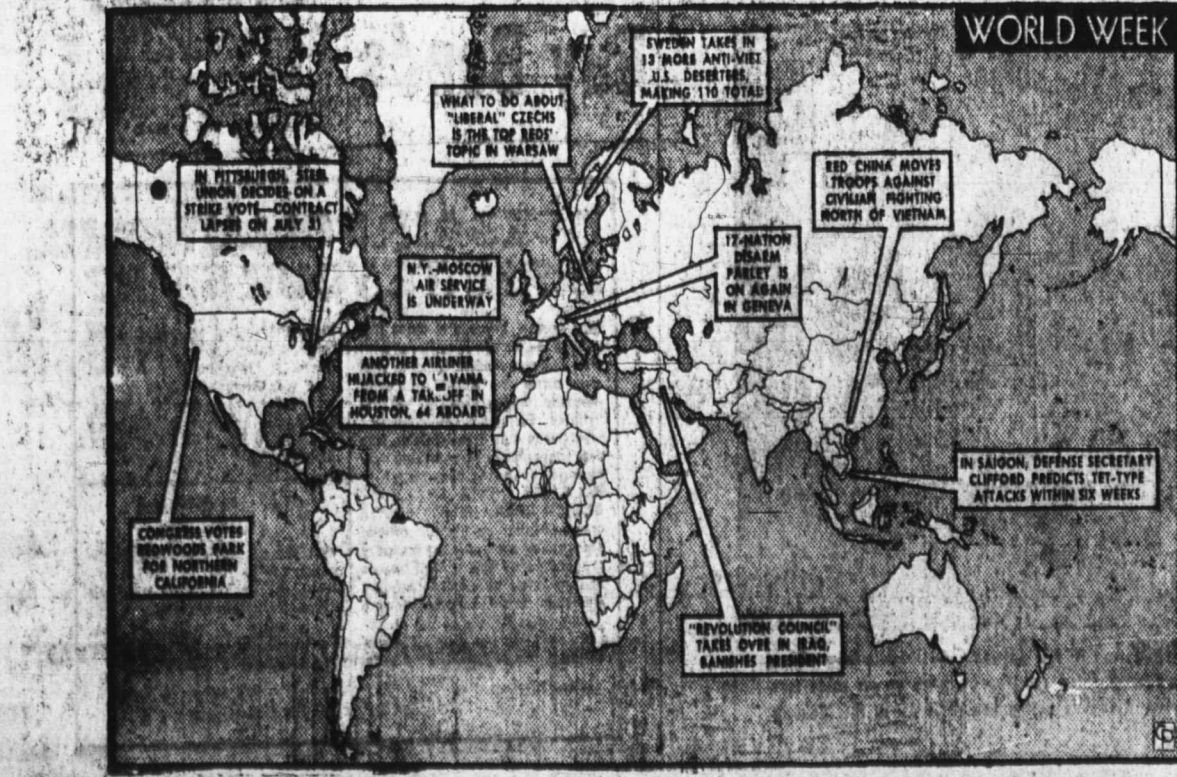 WORLD WEEK
SWEDEN TAKES IN
13 MORE ANTI-VIET
U.S. DESERTERS,
MAKING 110 TOTAL
WHAT TO DO ABOUT
"LIBERAL" CZECHS
IS THE TOP REDS'
TOPIC IN WARSAW
IN PITTSBURGH, STEEL
UNION DECIDES ON A
STRIKE VOTE—CONTRACT
LAPSES ON JULY 31
RED CHINA MOVES
TROOPS AGAINST
CIVILIAN FIGHTING
NORTH OF VIETNAM
17-NATION
DISARM
PARLEY IS
ON AGAIN
IN GENEVA
N.Y.-MOSCOW
AIR SERVICE
IS UNDERWAY
ANOTHER AIRLINER
HIJACKED TO HAVANA,
FROM A TAKEOFF IN
HOUSTON, 64 ABOARD
IN SAIGON, DEFENSE SECRETARY
CLIFFORD PREDICTS TET-TYPE
ATTACKS WITHIN SIX WEEKS
CONGRESS VOTES
REDWOODS PARK
FOR NORTHERN
CALIFORNIA
"REVOLUTION COUNCIL"
TAKES OVER IN IRAQ,
BANISHES PRESIDENT